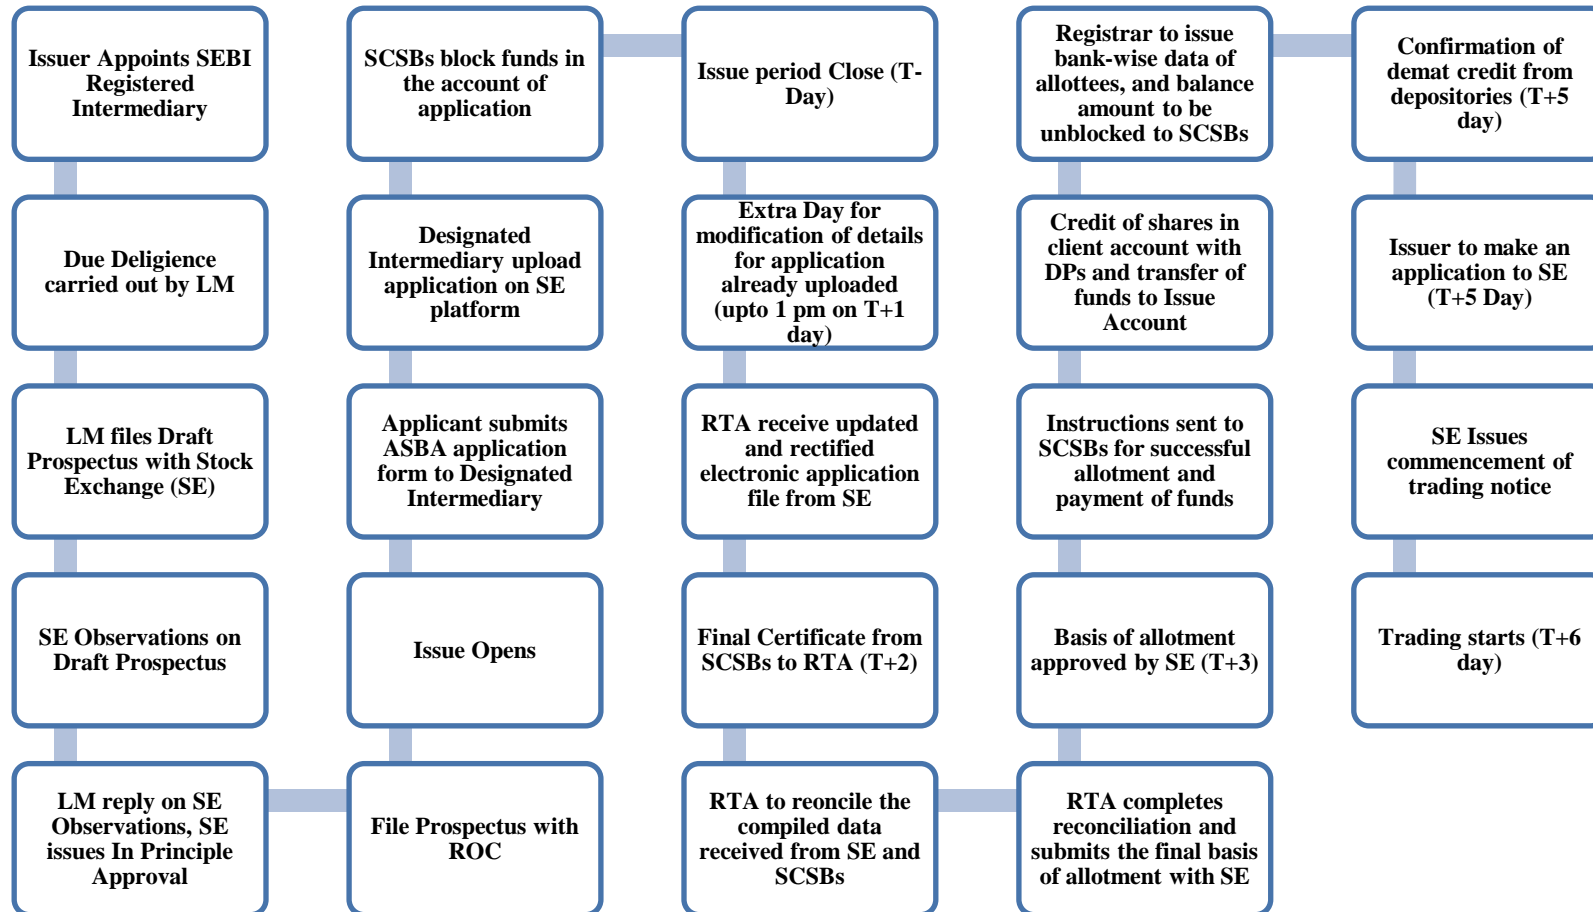 Issuer Appoints SEBI
Registered
Intermediary
Due Deligience
carried out by LM
LM files Draft
Prospectus with Stock
Exchange (SE)
SE Observations on
Draft Prospectus
LM reply on SE
Observations, SE
issues In Principle
Approval
File Prospectus with
ROC
Issue Opens
Applicant submits
ASBA application
form to Designated
Intermediary
Designated
Intermediary upload
application on SE
platform
SCSBs block funds in
the account of
application
Issue period Close (T-
Day)
Extra Day for
modification of details
for application
already uploaded
(upto 1 pm on T+1
day)
RTA receive updated
and rectified
electronic application
file from SE
Final Certificate from
SCSBs to RTA (T+2)
RTA to reconcile the
compiled data
received from SE and
SCSBs
RTA completes
reconciliation and
submits the final basis
of allotment with SE
Basis of allotment
approved by SE (T+3)
Instructions sent to
SCSBs for successful
allotment and
payment of funds
Credit of shares in
client account with
DPs and transfer of
funds to Issue
Account
Registrar to issue
bank-wise data of
allottees, and balance
amount to be
unblocked to SCSBs
Confirmation of
demat credit from
depositories (T+5
day)
Issuer to make an
application to SE
(T+5 Day)
SE Issues
commencement of
trading notice
Trading starts (T+6
day)